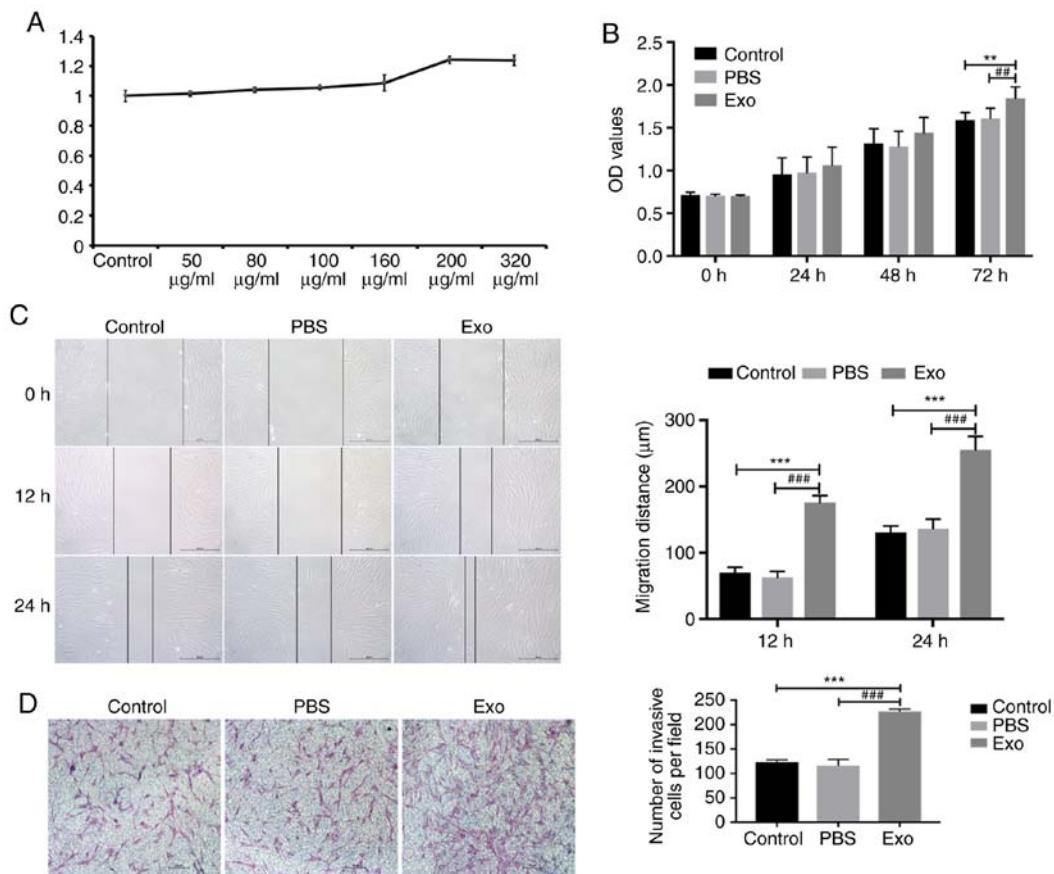 A
1.4
1.2
1
0.8
0.6
0.4
0.2
0
Control
50
µg/ml
80
µg/ml
100
µg/ml
160
µg/ml
200
µg/ml
320
µg/ml
B
Control
PBS
Exo
**
##
OD values
2.5
2.0
1.5
1.0
0.5
0.0
0 h
24 h
48 h
72 h
C
Control
PBS
Exo
0 h
12 h
24 h
Control
PBS
Exo
***
###
***
###
Migration distance (µm)
300
200
100
0
12 h
24 h
D
Control
PBS
Exo
***
###
Number of invasive
cells per field
250
200
150
100
50
0
Control
PBS
Exo
Control
PBS
Exo